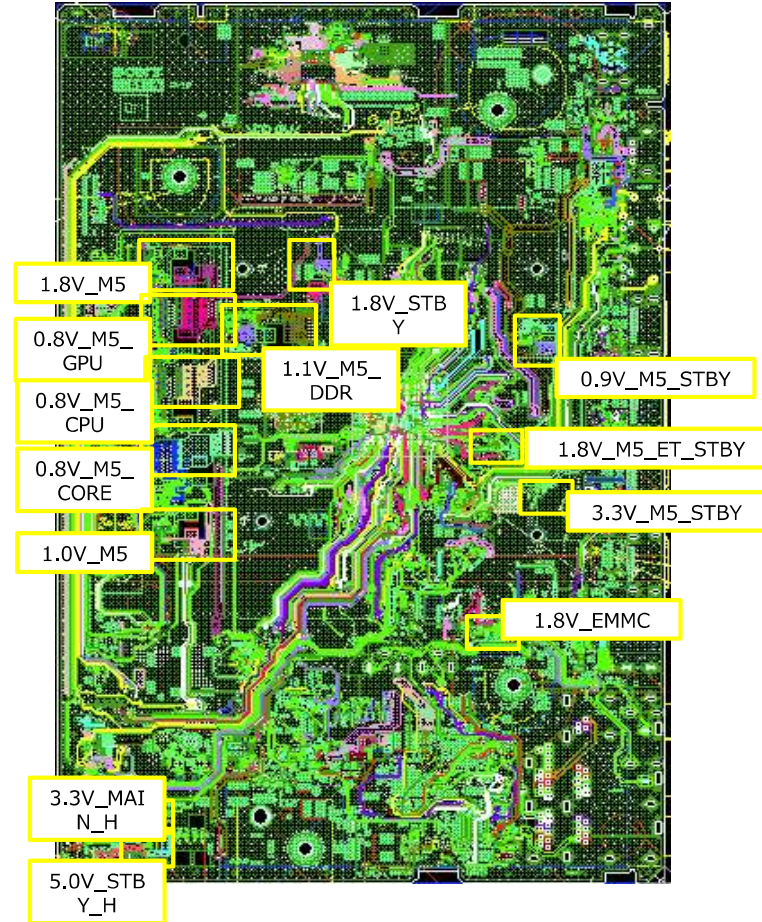 1.8V_M5
1.8V_STB
Y
0.8V_M5_
GPU
1.1V_M5_
DDR
0.9V_M5_STBY
0.8V_M5_
CPU
1.8V_M5_ET_STBY
0.8V_M5_
CORE
3.3V_M5_STBY
1.0V_M5
1.8V_EMMC
3.3V_MAI
N_H
5.0V_STB
Y_H